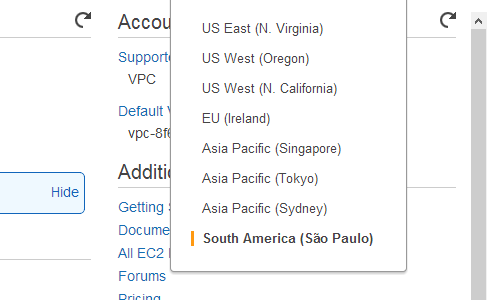 Accou
US East (N. Virginia)
US West (Oregon)
Supporte
VPC
US West (N. California)
Default V
EU (Ireland)
vpc-8f6
Asia Pacific (Singapore)
Additi
Asia Pacific (Tokyo)
Hide
Getting S
Asia Pacific (Sydney)
Docume
South America (São Paulo)
All EC2
Forums
Pricing